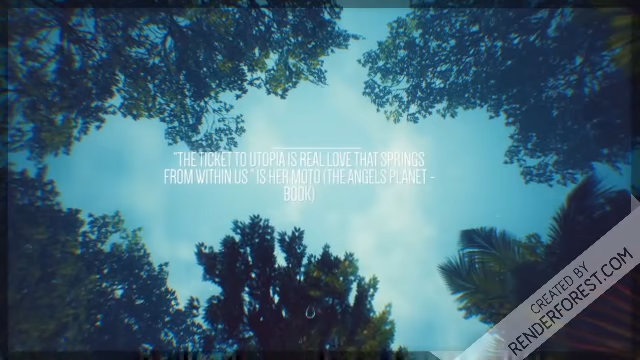 "THE TICKET TO UTOPIA IS REAL LOVE THAT SPRINGS
FROM WITHIN US " IS HER MOTO (THE ANGELS PLANET -
BOOK)
CREATED BY
RENDERFOREST.COM